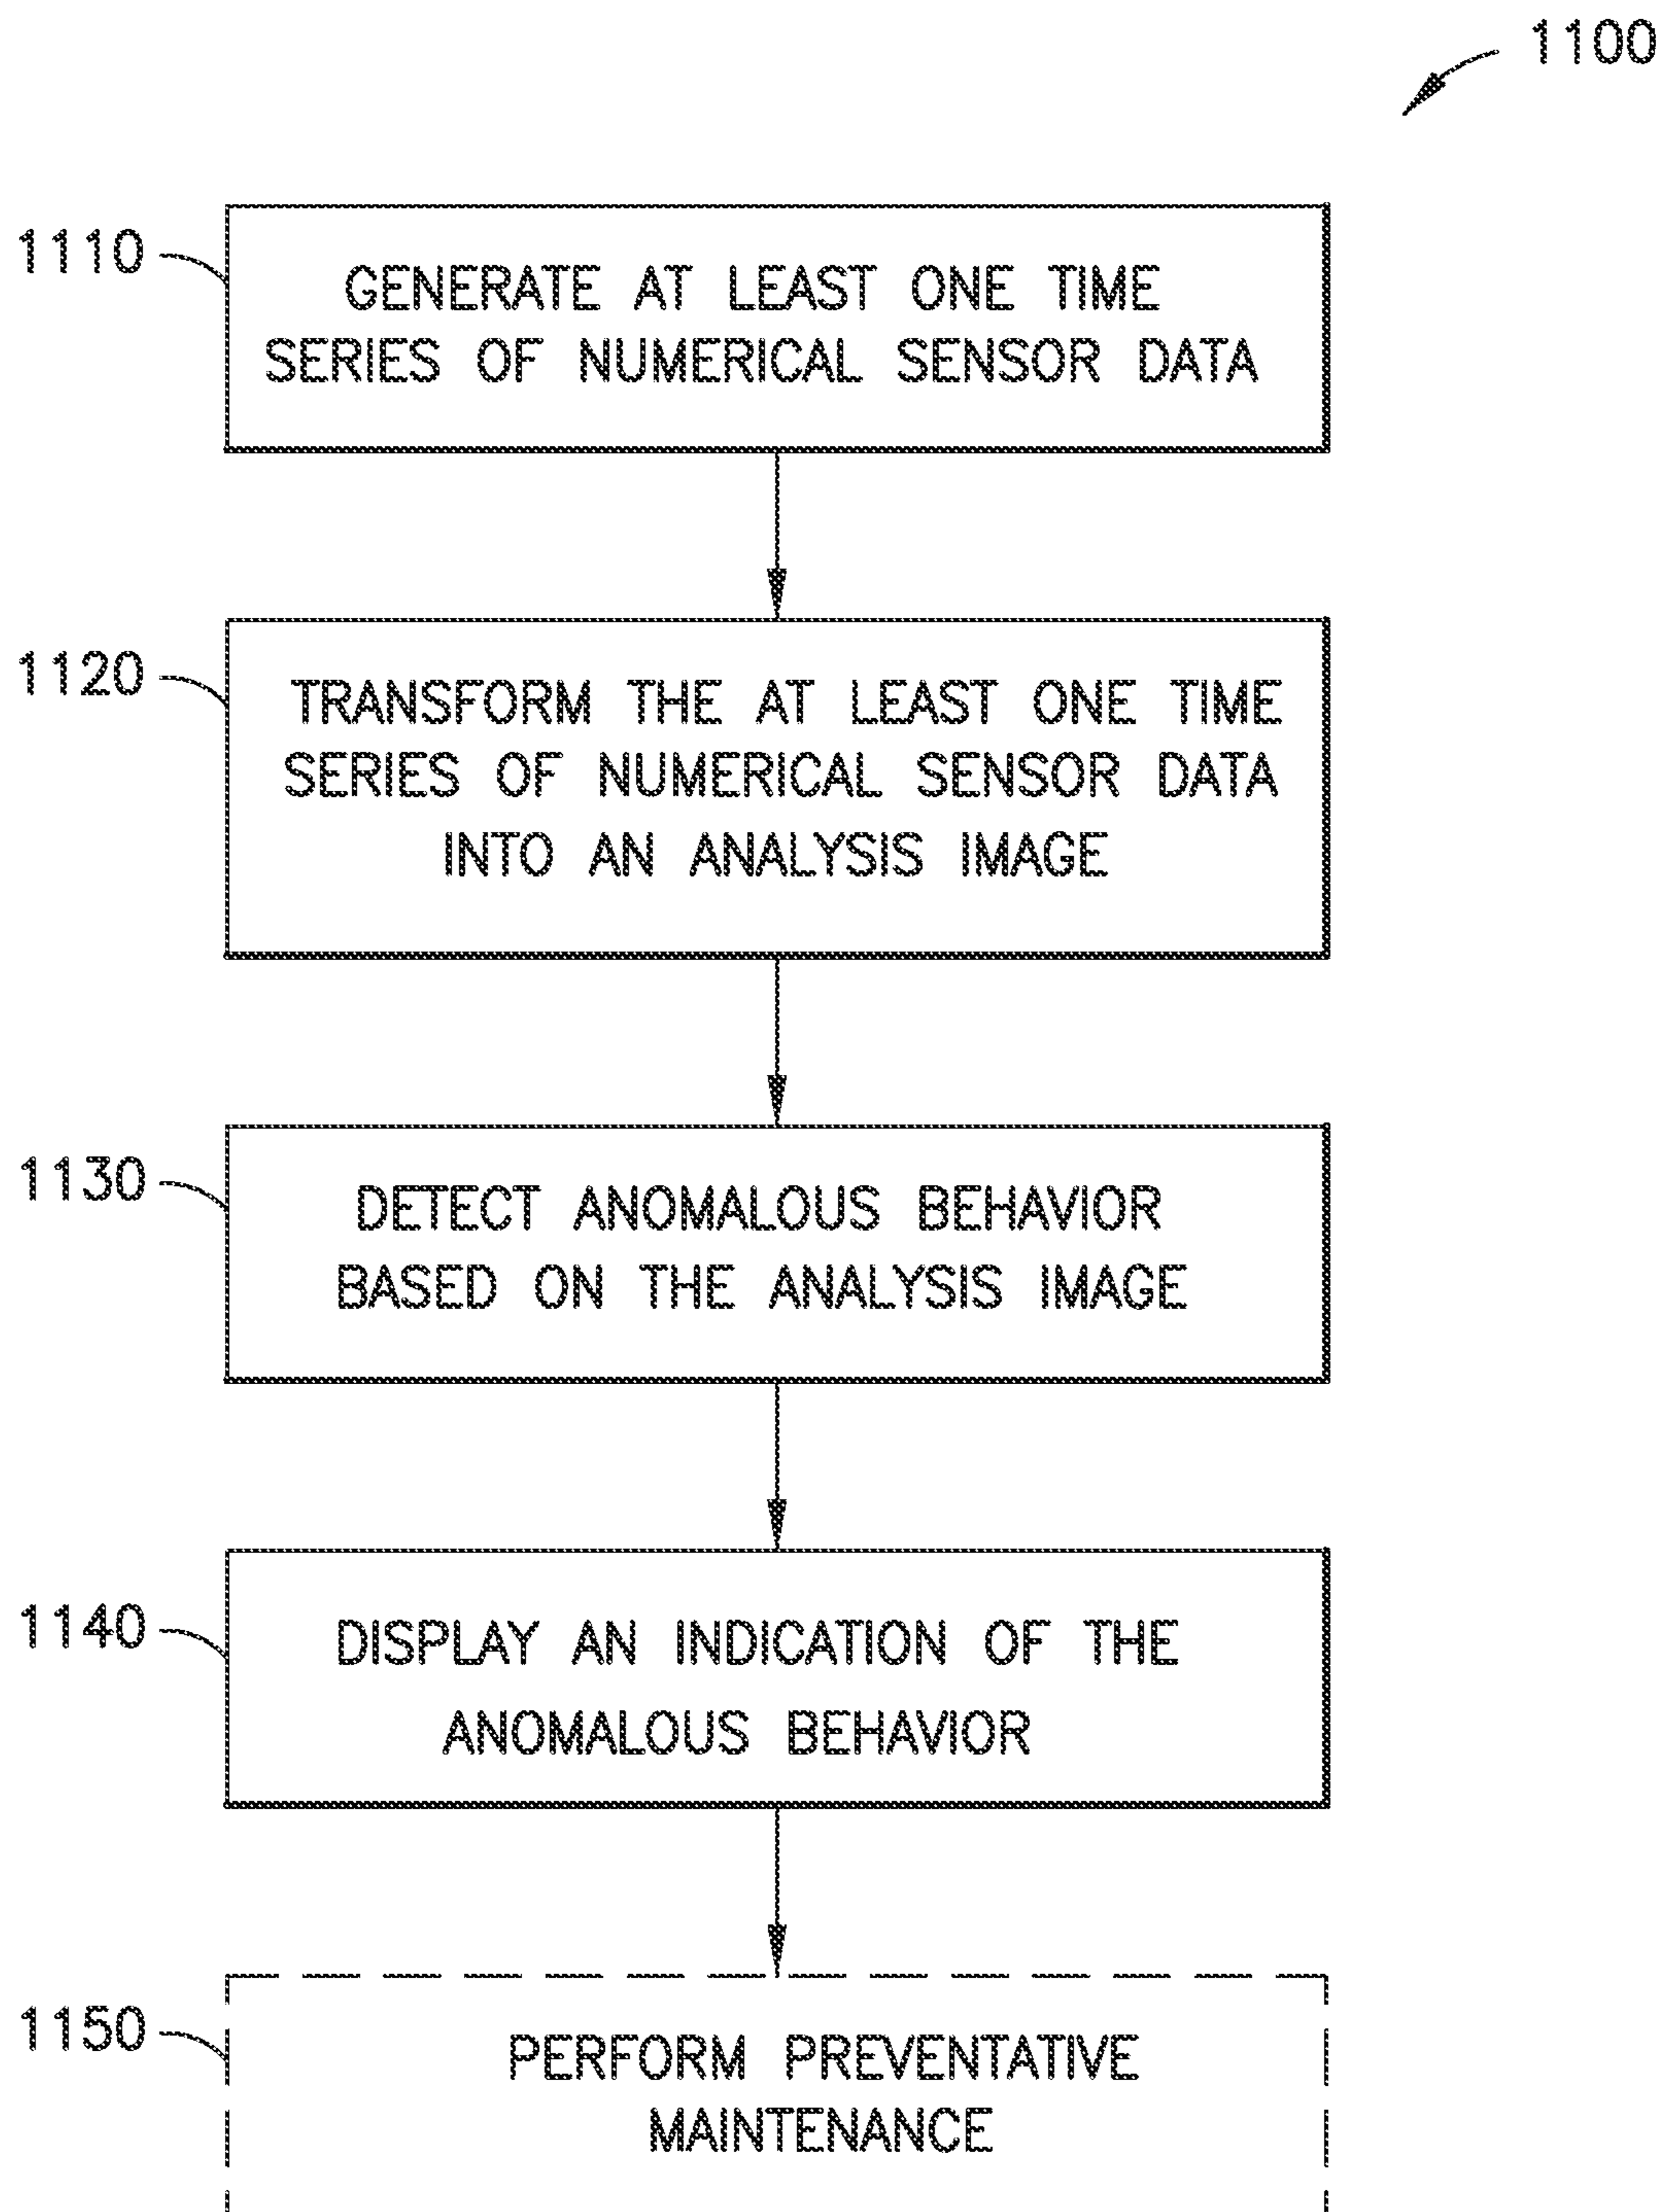 1100
1110
GENERATE AT LEAST ONE TIME
SERIES OF NUMERICAL SENSOR DATA
1120
TRANSFORM THE AT LEAST ONE TIME
SERIES OF NUMERICAL SENSOR DATA
INTO AN ANALYSIS IMAGE
1130
DETECT ANOMALOUS BEHAVIOR
BASED ON THE ANALYSIS IMAGE
1140
DISPLAY AN INDICATION OF THE
ANOMALOUS BEHAVIOR
1150
PERFORM PREVENTATIVE
MAINTENANCE